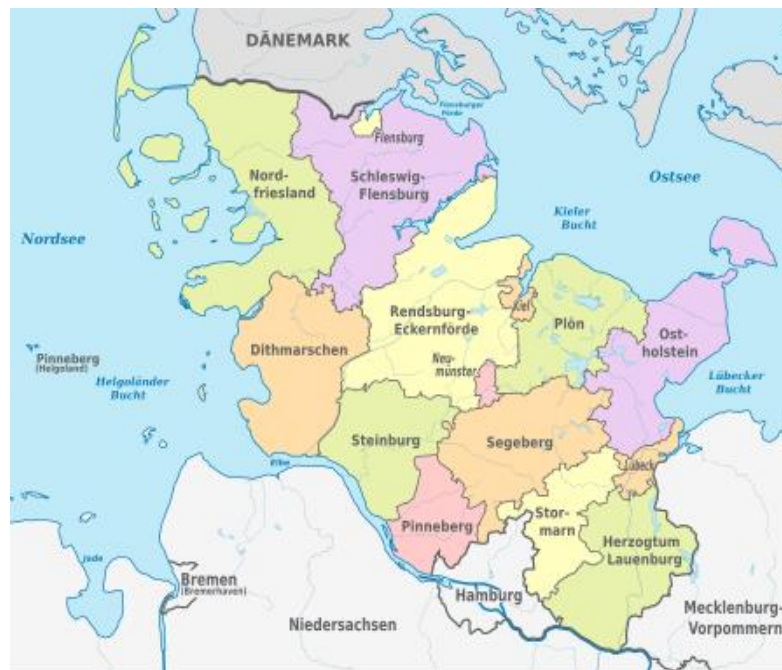 DÄNEMARK
Flensburger
Förde
Flensburg
Nord-
friesland
Schleswig-
Flensburg
Ostsee
Kieler
Bucht
Nordsee
Rendsburg-
Eckernförde
Kiel
Plön
Ost-
holstein
Dithmarschen
Neu-
münster
Pinneberg
(Helgoland)
Helgoländer
Bucht
Lübecker
Bucht
Steinburg
Segeberg
Lübeck
Elbe
Pinneberg
Stor-
marn
Herzogtum
Lauenburg
Jade
Bremen
(Bremerhaven)
Hamburg
Niedersachsen
Mecklenburg-
Vorpommern